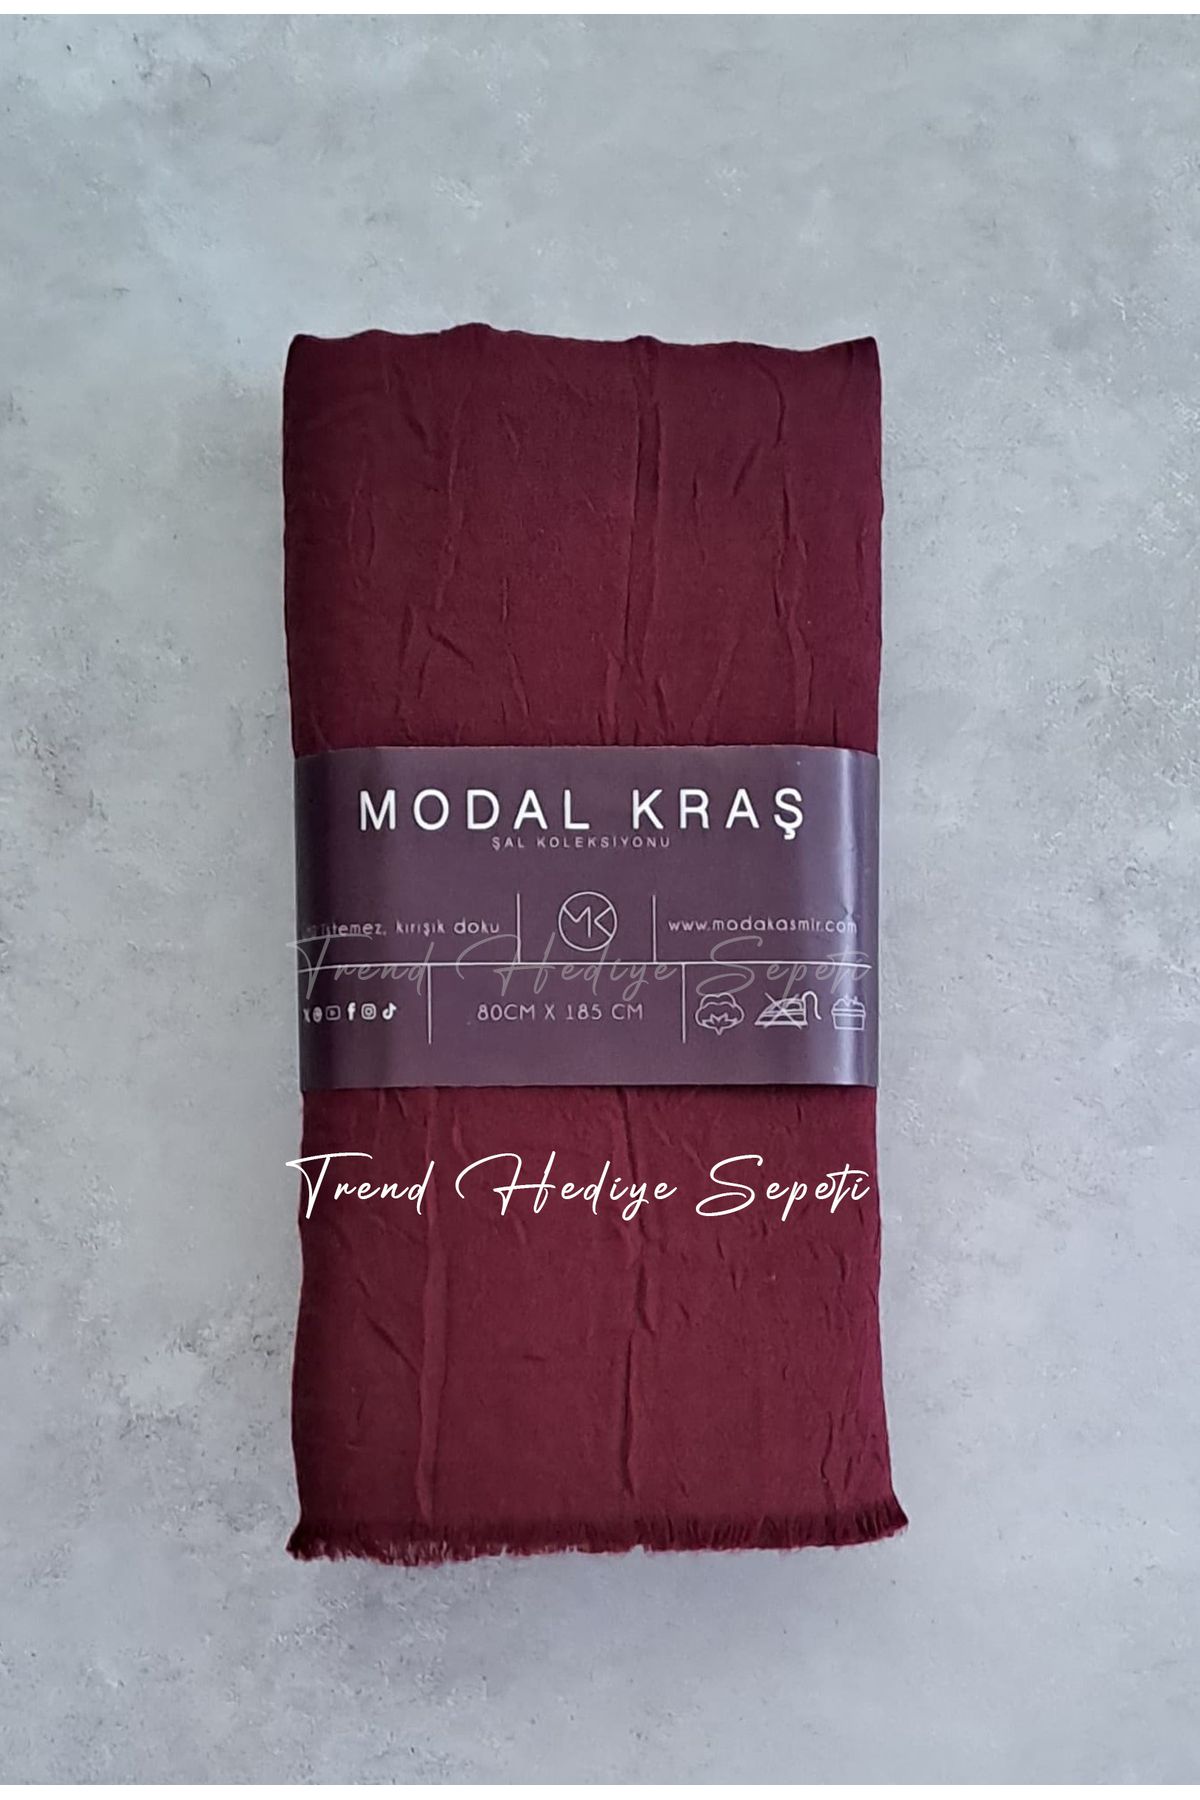 MODAL KRAŞ
ŞAL KOLEKSİYONU
istemez, kırışık doku
MK
www.modakasmir.com
Trend Hediye Sepeti
80CM X 185 CM
Trend Hediye Sepeti